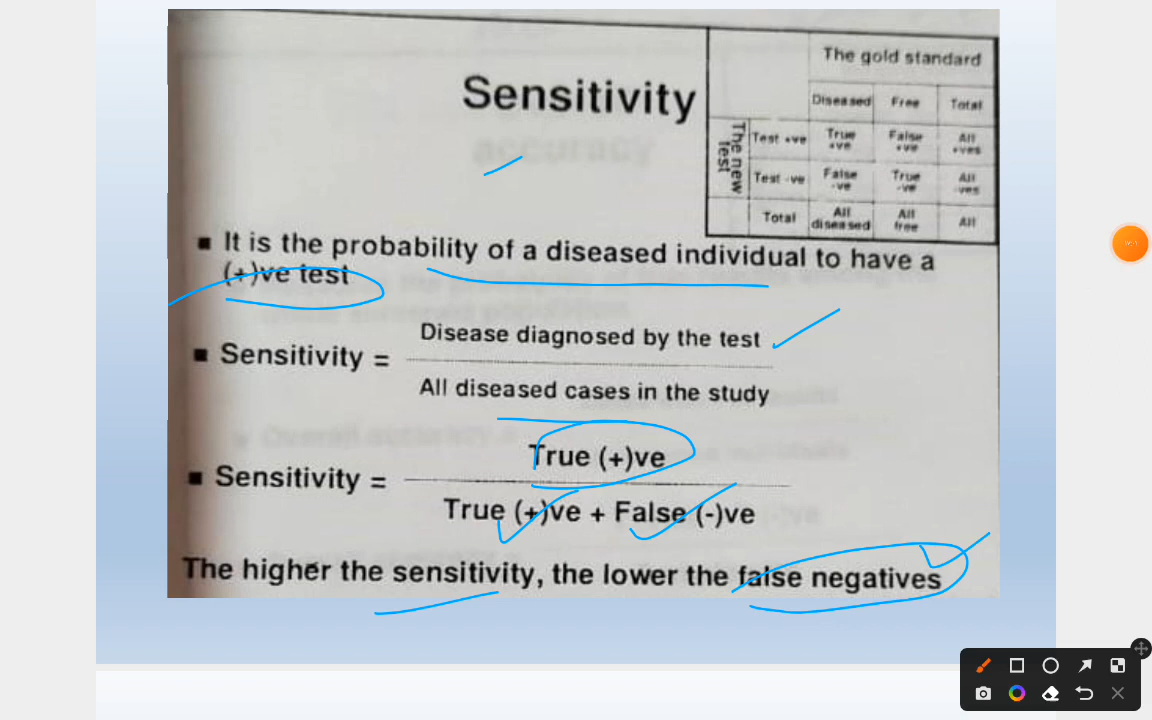 Sensitivity
The gold standard
Diseased Free Total
The new test
Test +ve True +ve False +ve All +ves
Test -ve False -ve True -ve All -ves
Total All diseased All free All
■ It is the probability of a diseased individual to have a
(+)ve test
Disease diagnosed by the test
■ Sensitivity =
All diseased cases in the study
True (+)ve
■ Sensitivity =
True (+)ve + False (-)ve
The higher the sensitivity, the lower the false negatives